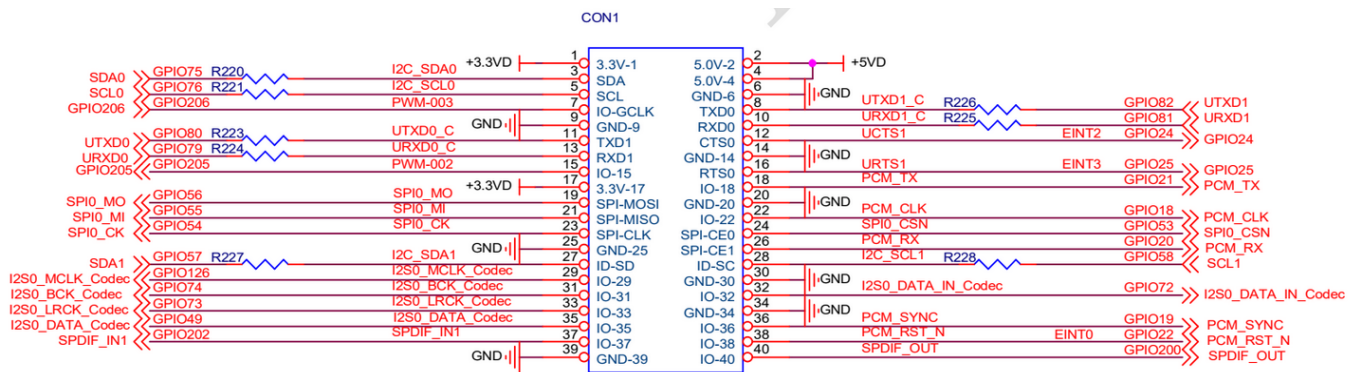 CON1
+3.3VD 1 3.3V-1 5.0V-2 2 +5VD
SDA0 GPIO75 R220 I2C_SDA0 3 SDA 5.0V-4 4
SCL0 GPIO76 R221 I2C_SCL0 5 SCL GND-6 6 GND
GPIO206 GPIO206 PWM-003 7 IO-GCLK TXD0 8 UTXD1_C R226 GPIO82 UTXD1
GND 9 GND-9 RXD0 10 URXD1_C R225 GPIO81 URXD1
UTXD0 GPIO80 R223 UTXD0_C 11 TXD1 CTS0 12 UCTS1 EINT2 GPIO24 GPIO24
URXD0 GPIO79 R224 URXD0_C 13 RXD1 GND-14 14 GND
GPIO205 GPIO205 PWM-002 15 IO-15 RTS0 16 URTS1 EINT3 GPIO25 GPIO25
+3.3VD 17 3.3V-17 IO-18 18 PCM_TX GPIO21 PCM_TX
SPI0_MO GPIO56 SPI0_MO 19 SPI-MOSI GND-20 20 GND
SPI0_MI GPIO55 SPI0_MI 21 SPI-MISO IO-22 22 PCM_CLK GPIO18 PCM_CLK
SPI0_CK GPIO54 SPI0_CK 23 SPI-CLK SPI-CE0 24 SPI0_CSN GPIO53 SPI0_CSN
GND 25 GND-25 SPI-CE1 26 PCM_RX GPIO20 PCM_RX
SDA1 GPIO57 R227 I2C_SDA1 27 ID-SD ID-SC 28 I2C_SCL1 R228 GPIO58 SCL1
I2S0_MCLK_Codec GPIO126 I2S0_MCLK_Codec 29 IO-29 GND-30 30 GND
I2S0_BCK_Codec GPIO74 I2S0_BCK_Codec 31 IO-31 IO-32 32 I2S0_DATA_IN_Codec GPIO72 I2S0_DATA_IN_Codec
I2S0_LRCK_Codec GPIO73 I2S0_LRCK_Codec 33 IO-33 GND-34 34 GND
I2S0_DATA_Codec GPIO49 I2S0_DATA_Codec 35 IO-35 IO-36 36 PCM_SYNC GPIO19 PCM_SYNC
SPDIF_IN1 GPIO202 SPDIF_IN1 37 IO-37 IO-38 38 PCM_RST_N EINT0 GPIO22 PCM_RST_N
GND 39 GND-39 IO-40 40 SPDIF_OUT GPIO200 SPDIF_OUT